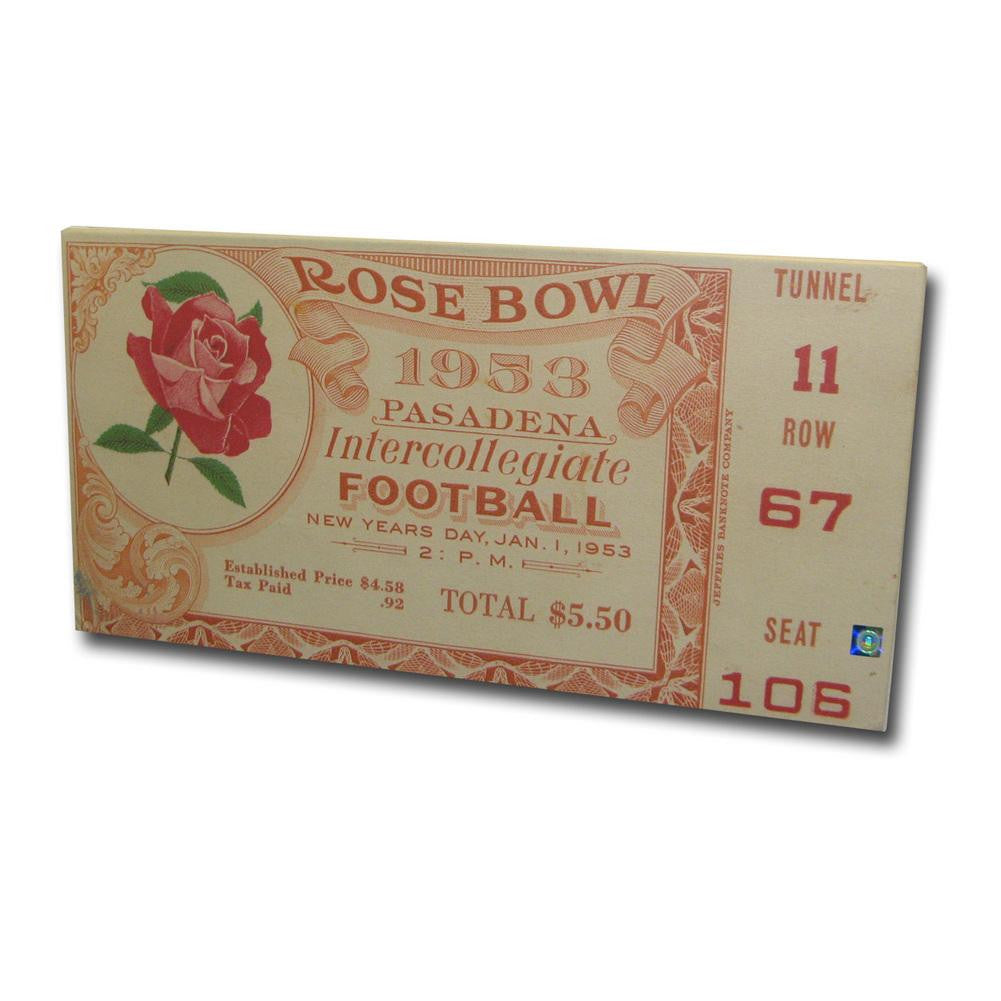 ROSE BOWL
1953
PASADENA
Intercollegiate
FOOTBALL
NEW YEARS DAY, JAN. 1, 1953
2: P. M.
Established Price $4.58
Tax Paid .92
TOTAL $5.50
JEFFRIES BANKNOTE COMPANY
TUNNEL
11
ROW
67
SEAT
106